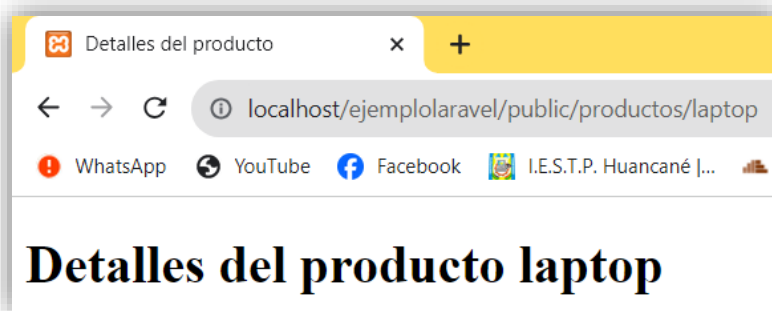 Detalles del producto
localhost/ejemplolaravel/public/productos/laptop
WhatsApp YouTube Facebook I.E.S.T.P. Huancané |...
Detalles del producto laptop